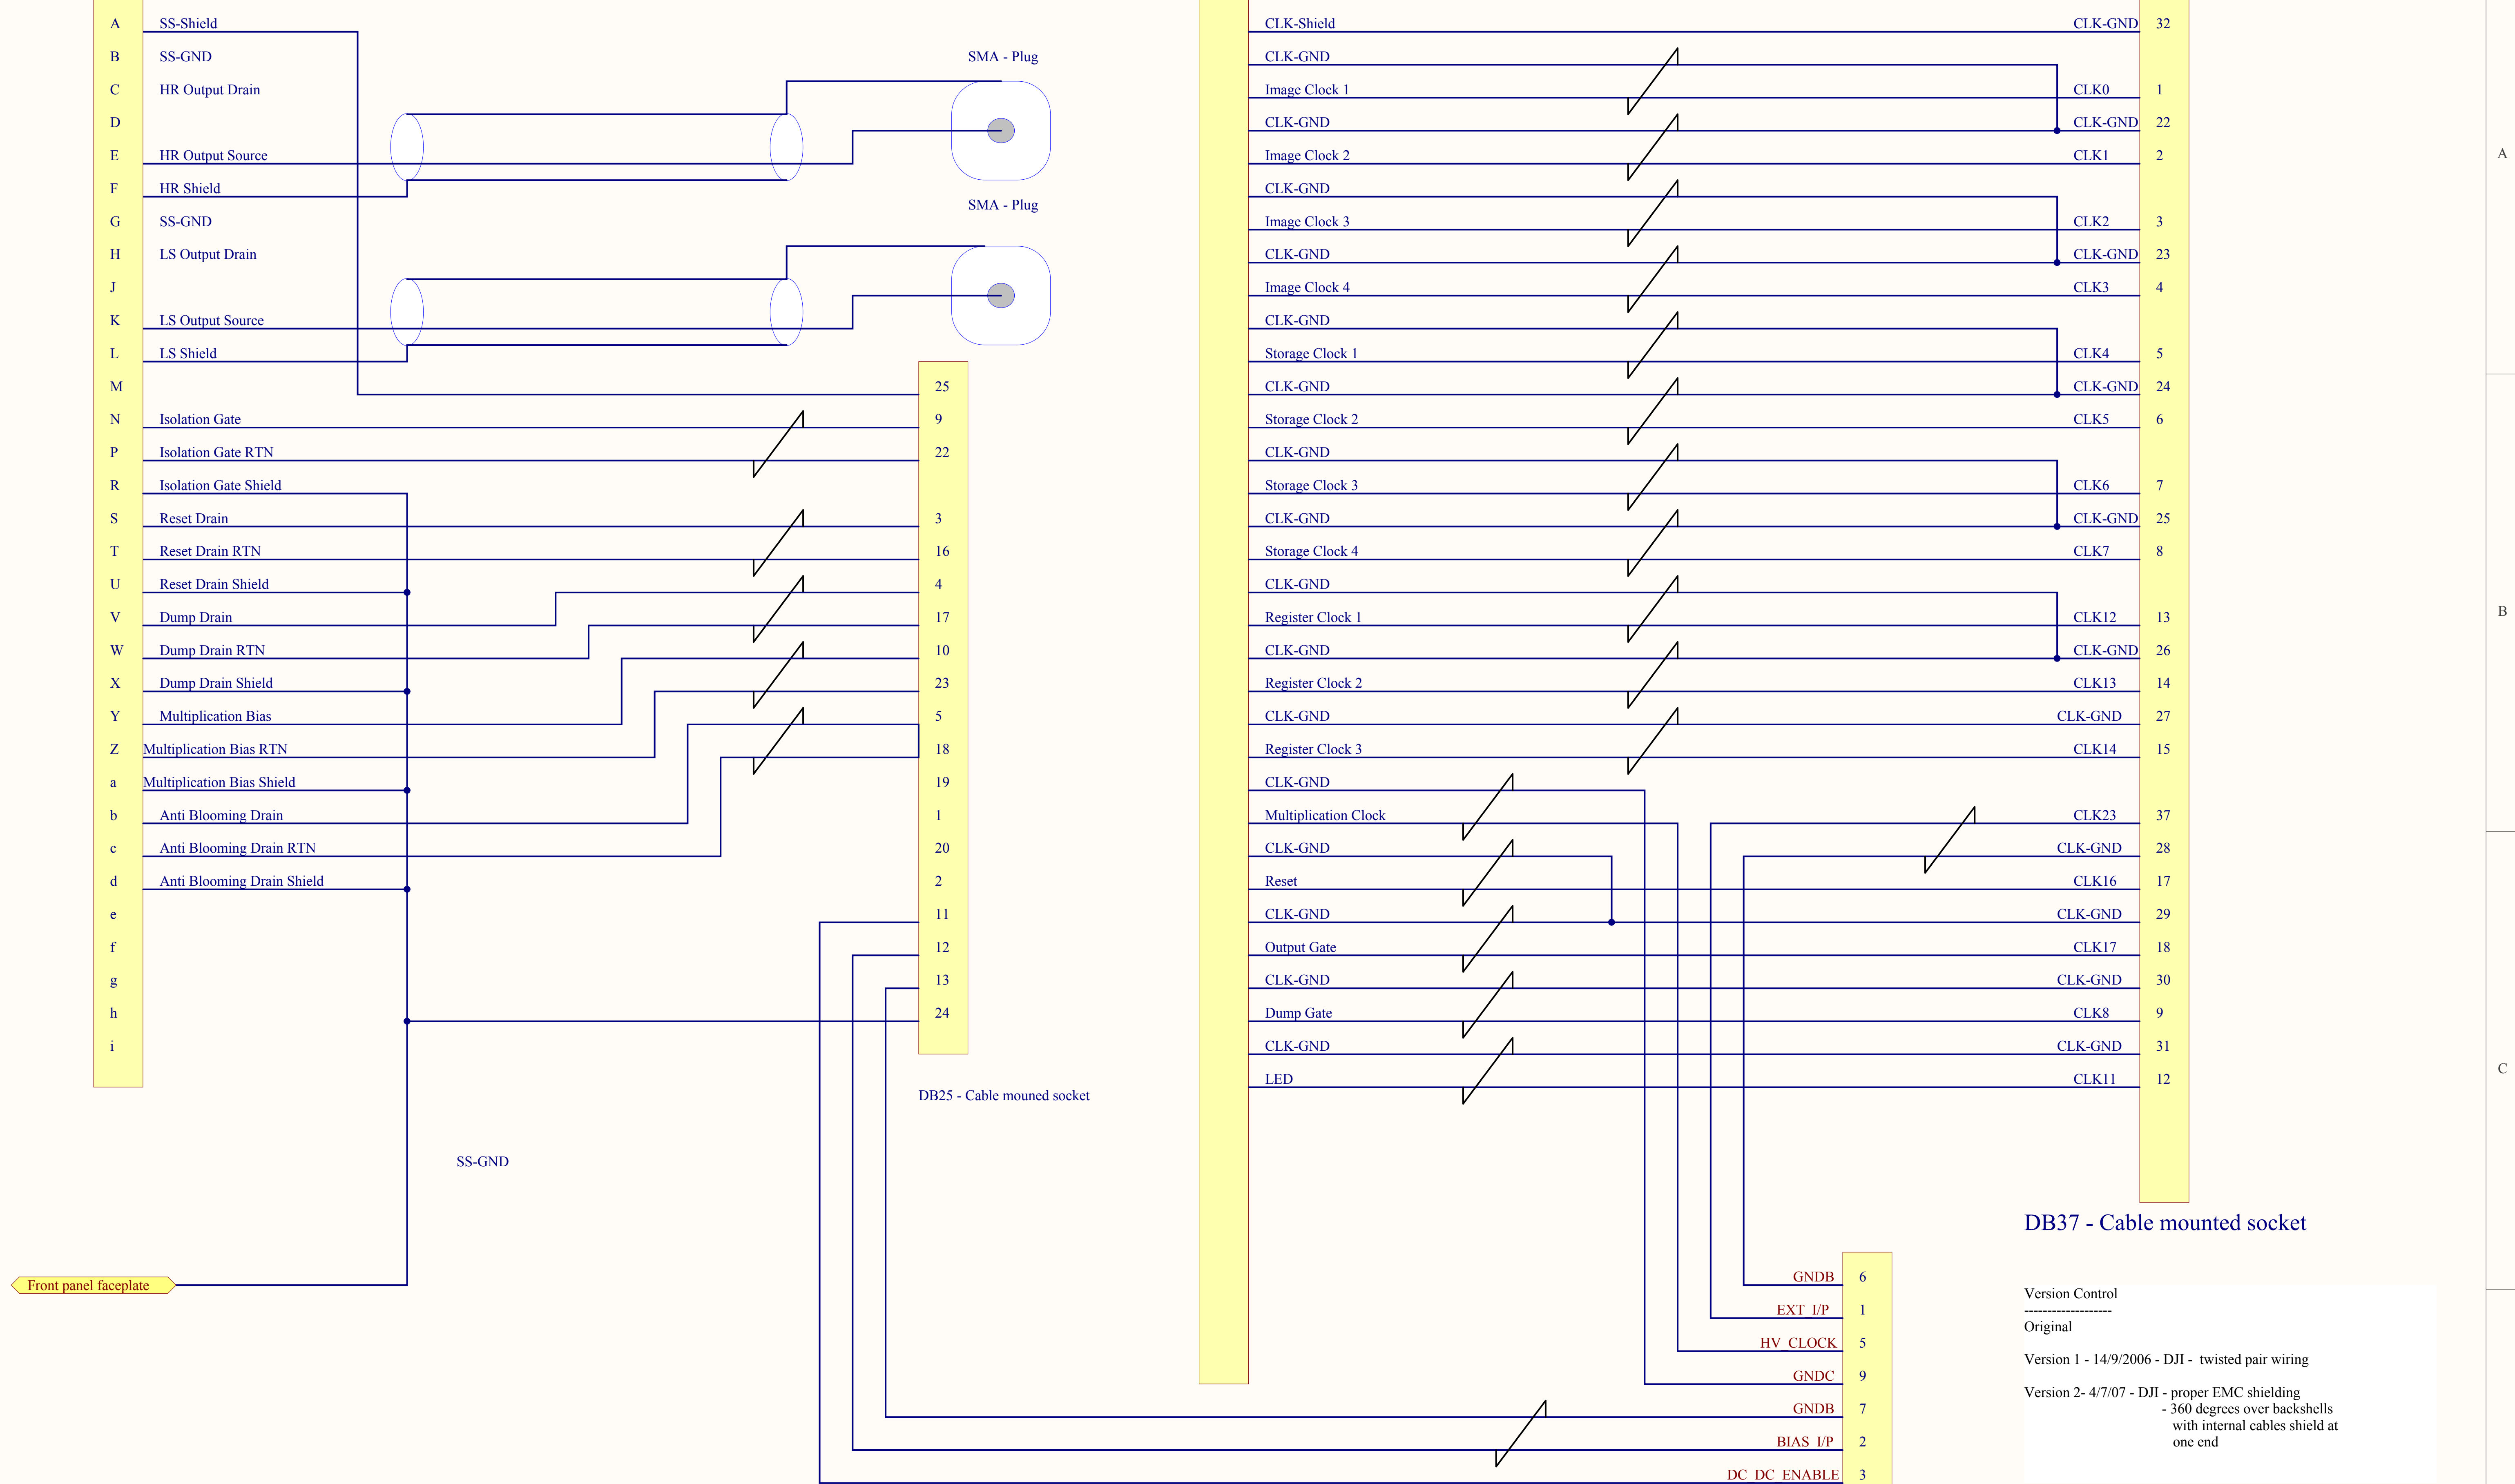 A SS-Shield
B SS-GND
C HR Output Drain
D
E HR Output Source
F HR Shield
G SS-GND
H LS Output Drain
J
K LS Output Source
L LS Shield
M
N Isolation Gate
P Isolation Gate RTN
R Isolation Gate Shield
S Reset Drain
T Reset Drain RTN
U Reset Drain Shield
V Dump Drain
W Dump Drain RTN
X Dump Drain Shield
Y Multiplication Bias
Z Multiplication Bias RTN
a Multiplication Bias Shield
b Anti Blooming Drain
c Anti Blooming Drain RTN
d Anti Blooming Drain Shield
e
f
g
h
i
SS-GND
Front panel faceplate
SMA - Plug
SMA - Plug
25
9
22
3
16
4
17
10
23
5
18
19
1
20
2
11
12
13
24
DB25 - Cable mouned socket
CLK-Shield CLK-GND 32
CLK-GND
Image Clock 1 CLK0 1
CLK-GND CLK-GND 22
Image Clock 2 CLK1 2
CLK-GND
Image Clock 3 CLK2 3
CLK-GND CLK-GND 23
Image Clock 4 CLK3 4
CLK-GND
Storage Clock 1 CLK4 5
CLK-GND CLK-GND 24
Storage Clock 2 CLK5 6
CLK-GND
Storage Clock 3 CLK6 7
CLK-GND CLK-GND 25
Storage Clock 4 CLK7 8
CLK-GND
Register Clock 1 CLK12 13
CLK-GND CLK-GND 26
Register Clock 2 CLK13 14
CLK-GND CLK-GND 27
Register Clock 3 CLK14 15
CLK-GND
Multiplication Clock CLK23 37
CLK-GND CLK-GND 28
Reset CLK16 17
CLK-GND CLK-GND 29
Output Gate CLK17 18
CLK-GND CLK-GND 30
Dump Gate CLK8 9
CLK-GND CLK-GND 31
LED CLK11 12
DB37 - Cable mounted socket
GNDB 6
EXT_I/P 1
HV_CLOCK 5
GNDC 9
GNDB 7
BIAS_I/P 2
DC_DC_ENABLE 3
Version Control
-------------------
Original
Version 1 - 14/9/2006 - DJI - twisted pair wiring
Version 2- 4/7/07 - DJI - proper EMC shielding
- 360 degrees over backshells
with internal cables shield at
one end
A
B
C